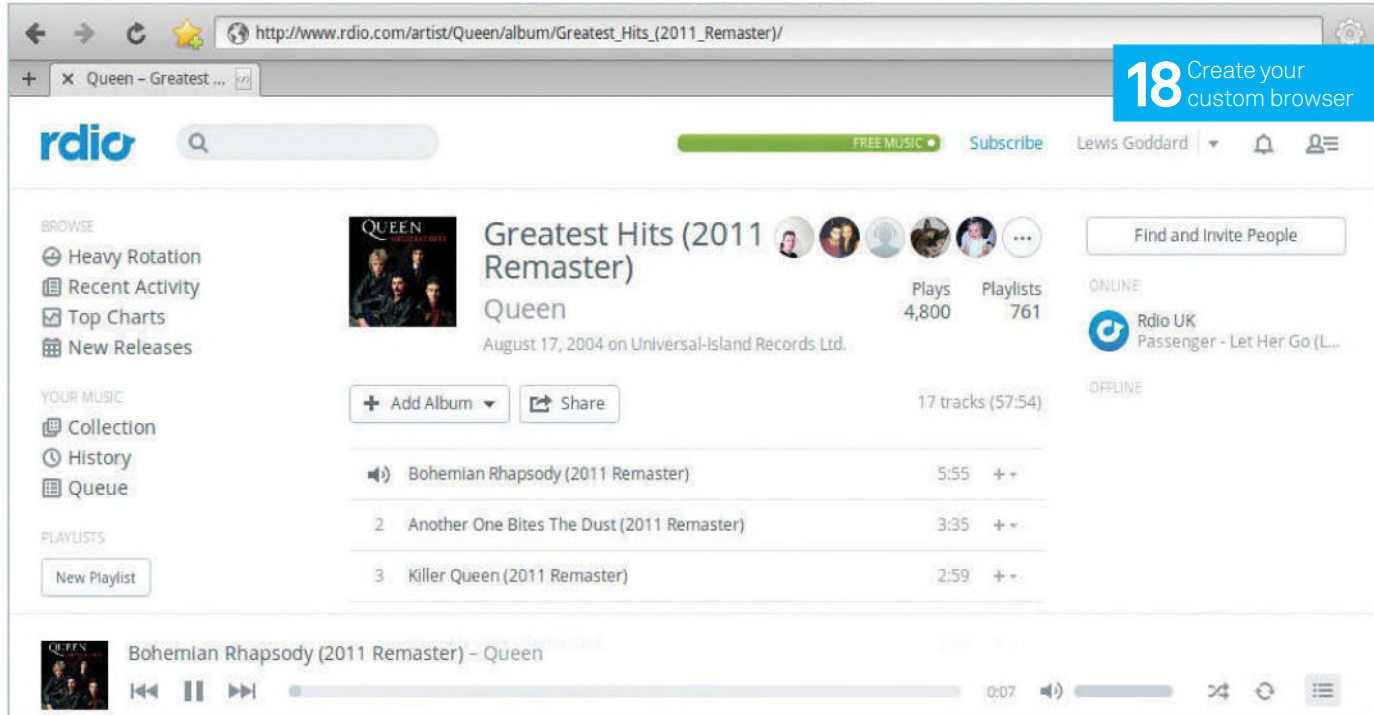 http://www.rdio.com/artist/Queen/album/Greatest_Hits_(2011_Remaster)/
Queen – Greatest ...
18 Create your
custom browser
rdio
FREE MUSIC
Subscribe
Lewis Goddard
BROWSE
Heavy Rotation
Recent Activity
Top Charts
New Releases
YOUR MUSIC
Collection
History
Queue
PLAYLISTS
New Playlist
QUEEN
GREATEST HITS
Greatest Hits (2011
Remaster)
Queen
August 17, 2004 on Universal-Island Records Ltd.
Plays
4,800
Playlists
761
Add Album
Share
17 tracks (57:54)
Bohemian Rhapsody (2011 Remaster) 5:55
2 Another One Bites The Dust (2011 Remaster) 3:35
3 Killer Queen (2011 Remaster) 2:59
Find and Invite People
ONLINE
Rdio UK
Passenger - Let Her Go (L...
OFFLINE
QUEEN
Bohemian Rhapsody (2011 Remaster) – Queen
0:07